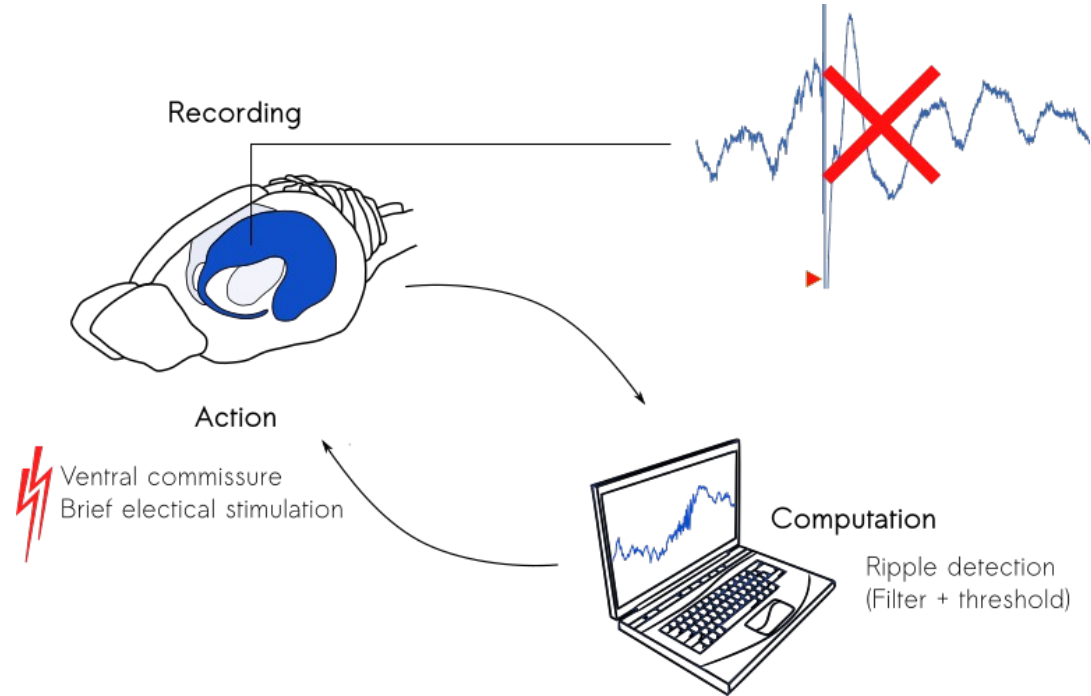 Recording
Action
Ventral commissure
Brief electical stimulation
Computation
Ripple detection
(Filter + threshold)